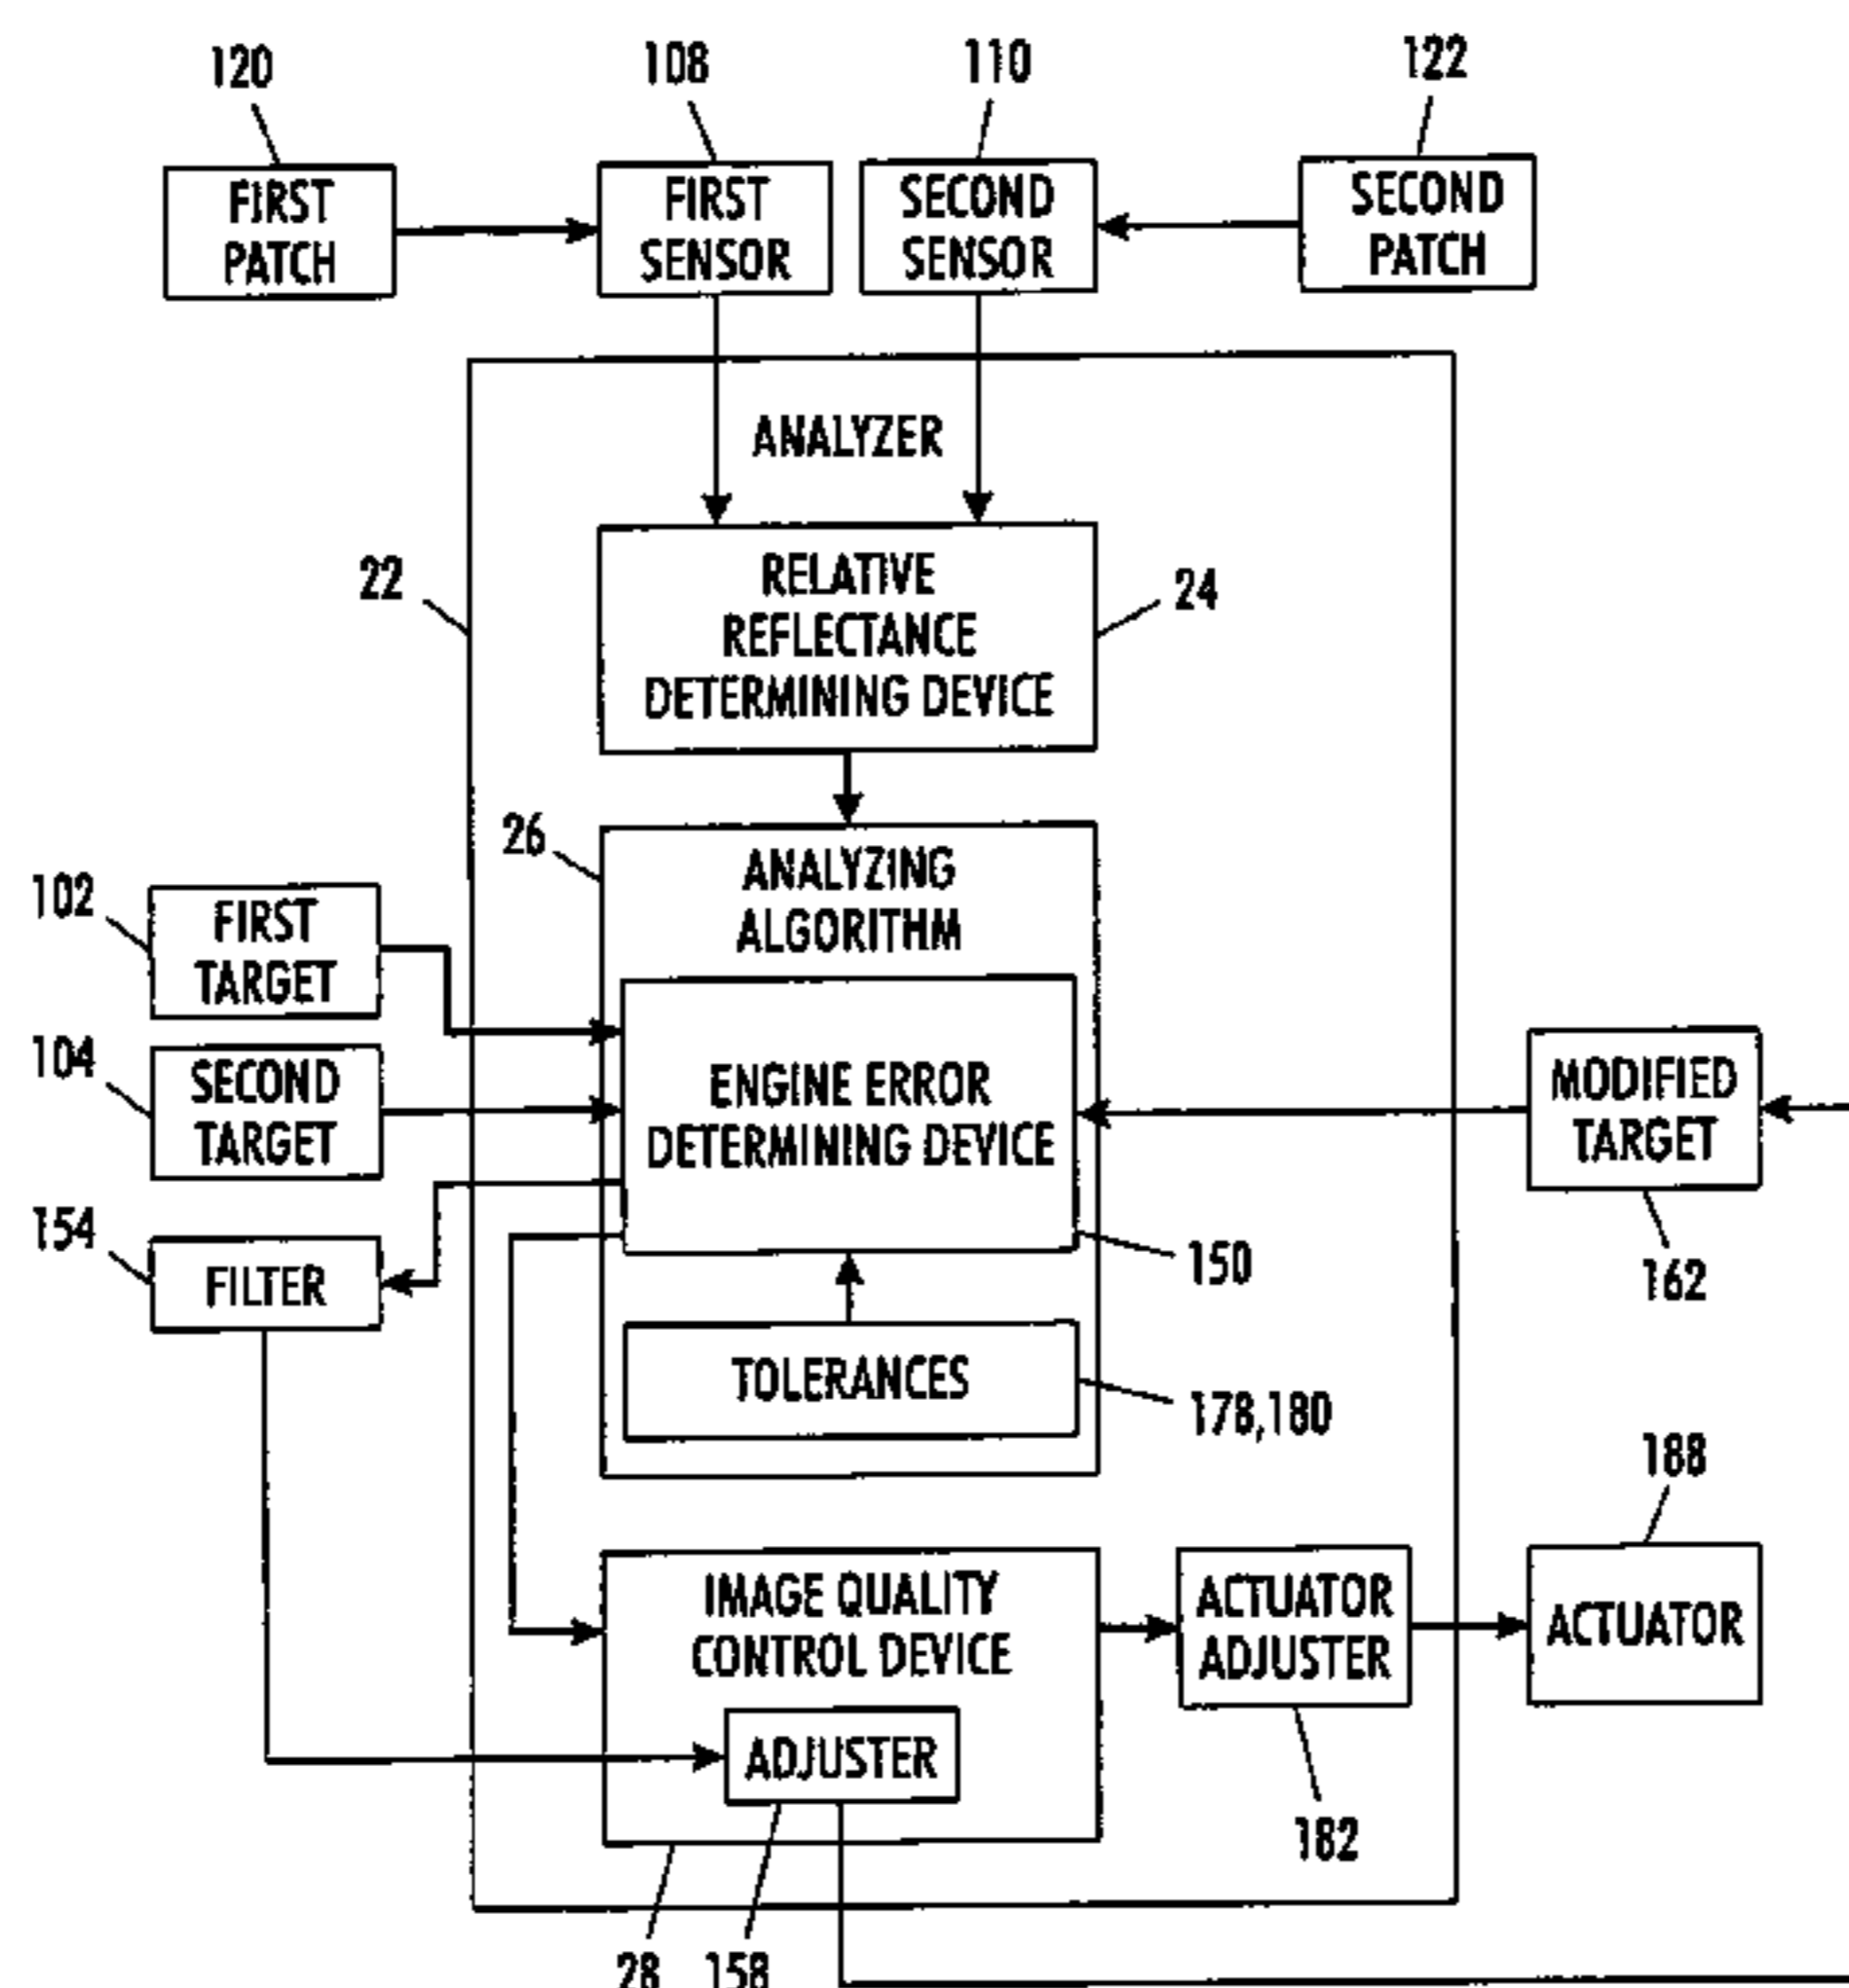 120
108
110
122
FIRST
PATCH
FIRST
SENSOR
SECOND
SENSOR
SECOND
PATCH
ANALYZER
22
RELATIVE
REFLECTANCE
DETERMINING DEVICE
24
26
ANALYZING
ALGORITHM
102
FIRST
TARGET
104
SECOND
TARGET
ENGINE ERROR
DETERMINING DEVICE
MODIFIED
TARGET
154
FILTER
150
162
TOLERANCES
178,180
188
IMAGE QUALITY
CONTROL DEVICE
ACTUATOR
ADJUSTER
ACTUATOR
ADJUSTER
182
28
158